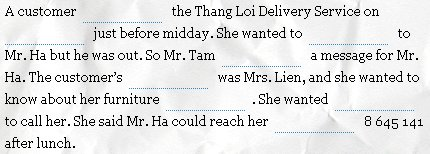 A customer the Thang Loi Delivery Service on
just before midday. She wanted to to
Mr. Ha but he was out. So Mr. Tam a message for Mr.
Ha. The customer's was Mrs. Lien, and she wanted to
know about her furniture . She wanted
to call her. She said Mr. Ha could reach her 8 645 141
after lunch.